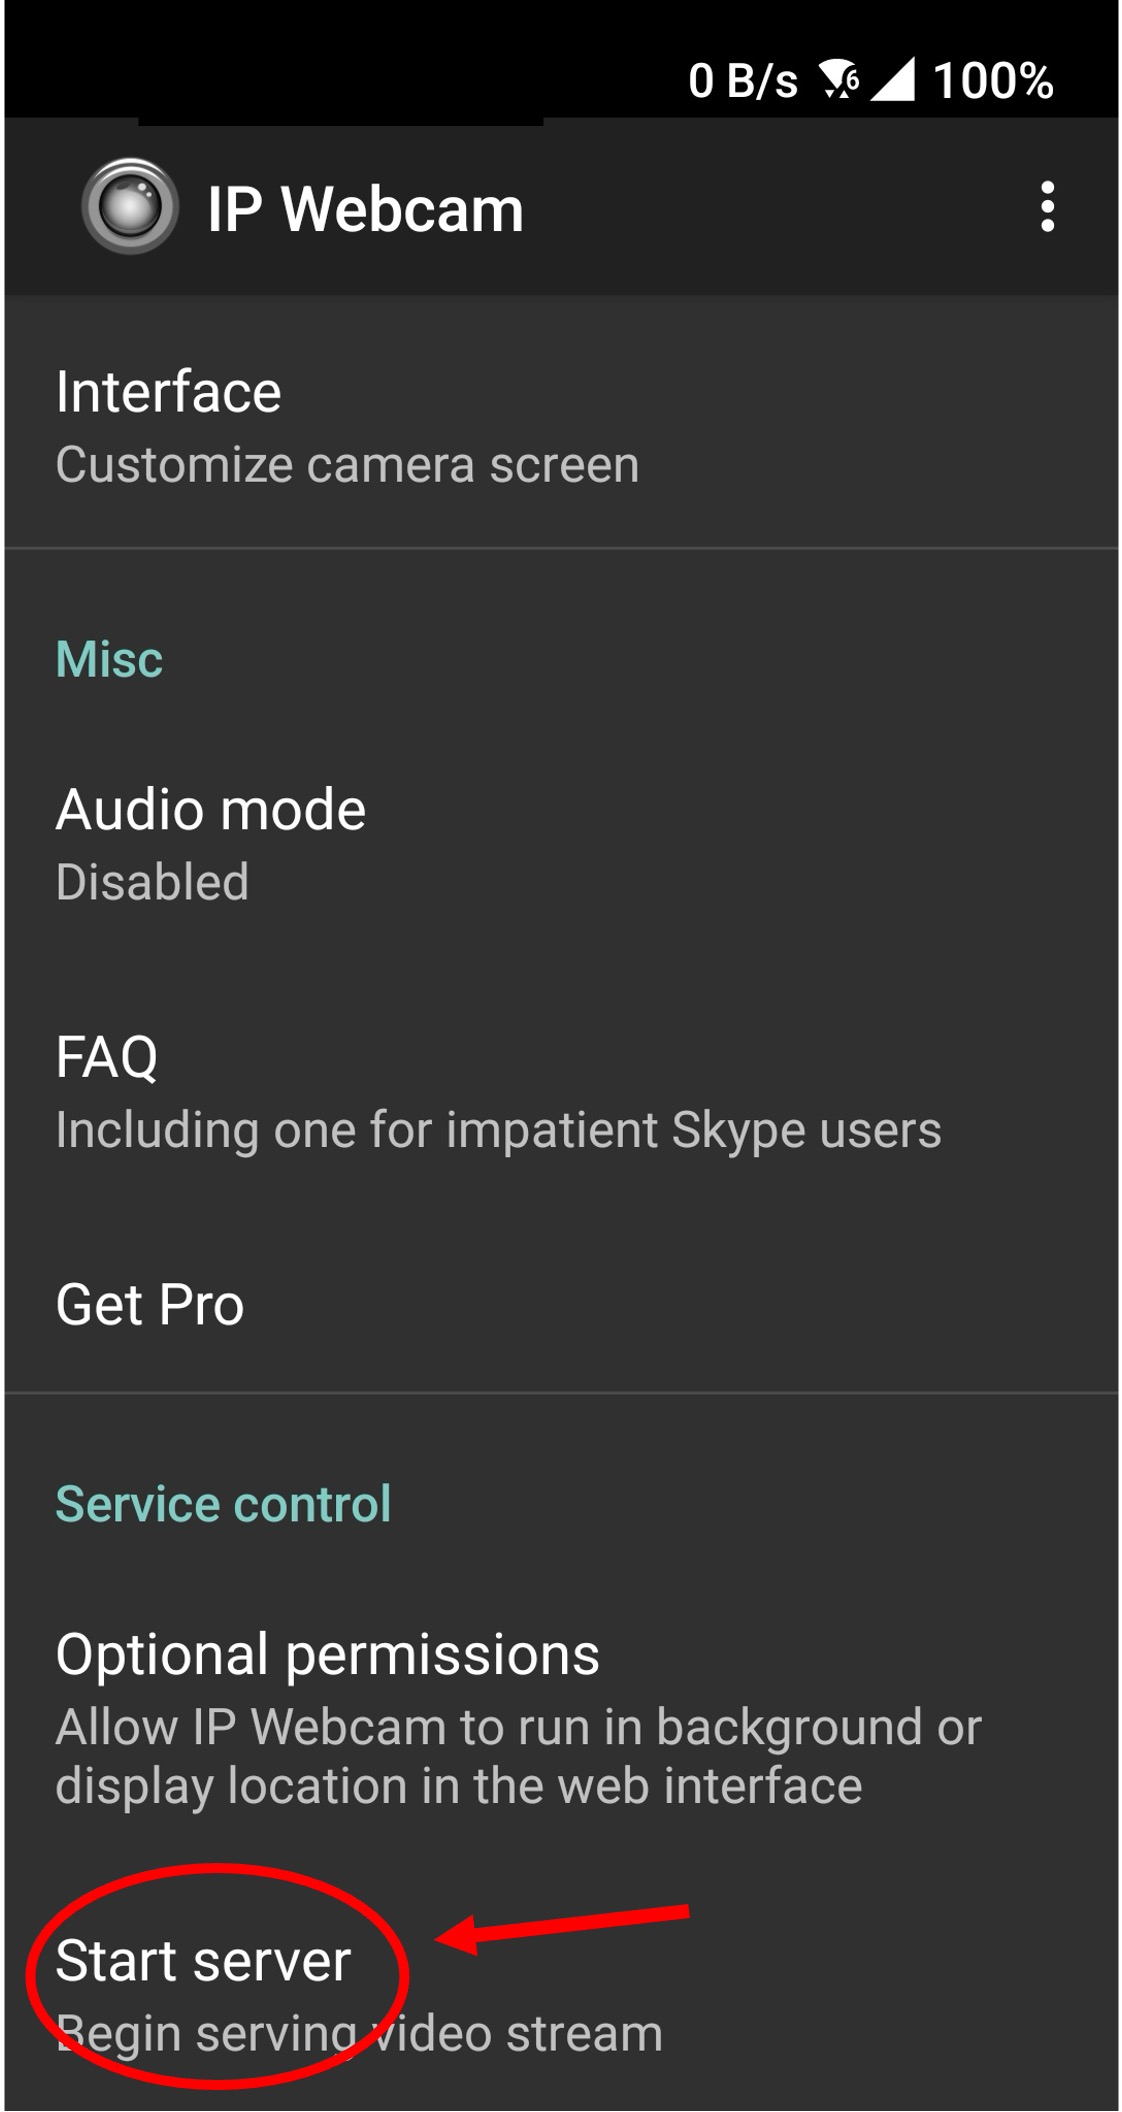 0 B/s 6 100%
IP Webcam
Interface
Customize camera screen
Misc
Audio mode
Disabled
FAQ
Including one for impatient Skype users
Get Pro
Service control
Optional permissions
Allow IP Webcam to run in background or
display location in the web interface
Start server
Begin serving video stream